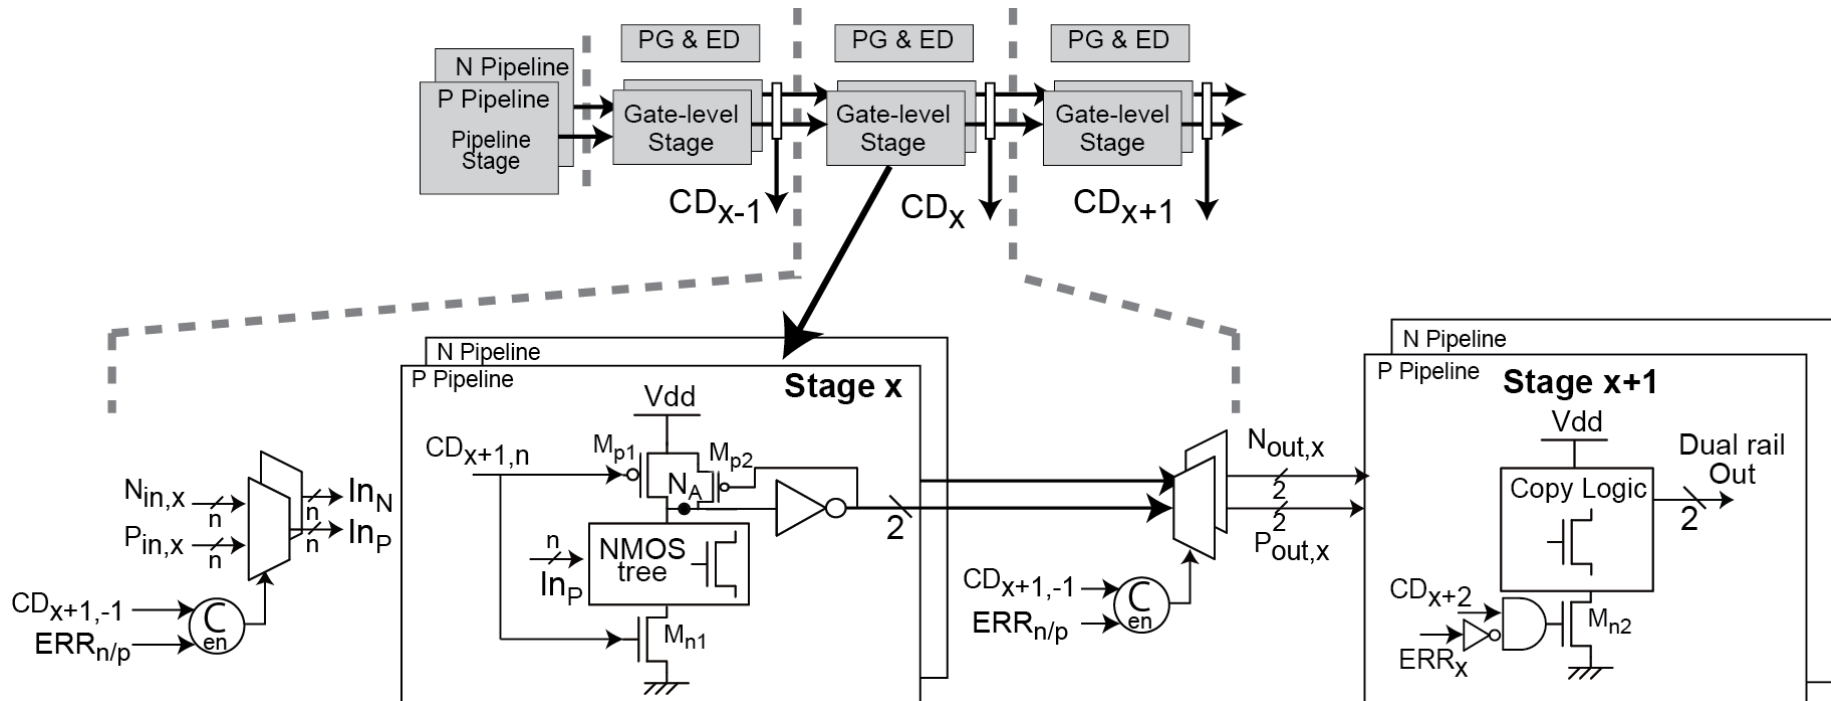 PG & ED
PG & ED
PG & ED
N Pipeline
P Pipeline
Pipeline
Stage
Gate-level
Stage
Gate-level
Stage
Gate-level
Stage
CDx-1
CDx
CDx+1
N Pipeline
P Pipeline
Stage x
Vdd
CDx+1,n
Mp1
Mp2
NA
NMOS
tree
n
InP
Mn1
2
Nin,x
n
Pin,x
n
n
InN
n
InP
CDx+1,-1
ERRn/p
C
en
CDx+1,-1
ERRn/p
C
en
Nout,x
2
2
Pout,x
N Pipeline
P Pipeline
Stage x+1
Vdd
Copy Logic
Dual rail
Out
2
CDx+2
ERRx
Mn2